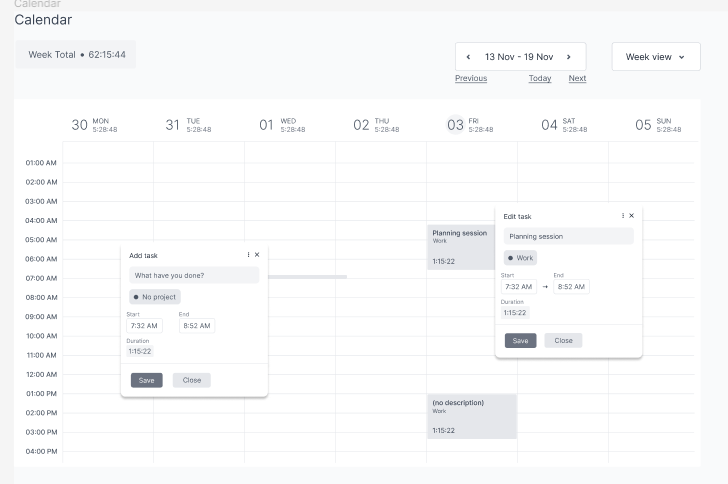 Calendar
Calendar
Week Total • 62:15:44
‹ 13 Nov - 19 Nov ›
Week view
Previous Today Next
30 MON 5:28:48
31 TUE 5:28:48
01 WED 5:28:48
02 THU 5:28:48
03 FRI 5:28:48
04 SAT 5:28:48
05 SUN 5:28:48
01:00 AM
02:00 AM
03:00 AM
04:00 AM
05:00 AM
06:00 AM
07:00 AM
08:00 AM
09:00 AM
10:00 AM
11:00 AM
12:00 AM
01:00 PM
02:00 PM
03:00 PM
04:00 PM
Add task
What have you done?
No project
Start End
7:32 AM 8:52 AM
Duration
1:15:22
Save Close
Planning session
Work
1:15:22
Edit task
Planning session
Work
Start End
7:32 AM → 8:52 AM
Duration
1:15:22
Save Close
(no description)
Work
1:15:22